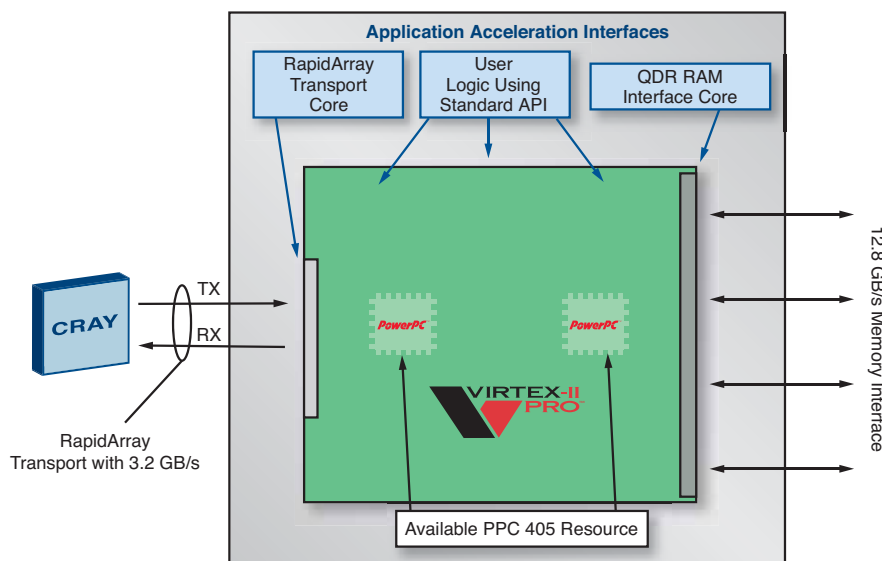 Application Acceleration Interfaces
RapidArray
Transport
Core
User
Logic Using
Standard API
QDR RAM
Interface Core
TX
CRAY
RX
PowerPC
PowerPC
VIRTEX-II
PRO™
RapidArray
Transport with 3.2 GB/s
Available PPC 405 Resource
12.8 GB/s Memory Interface